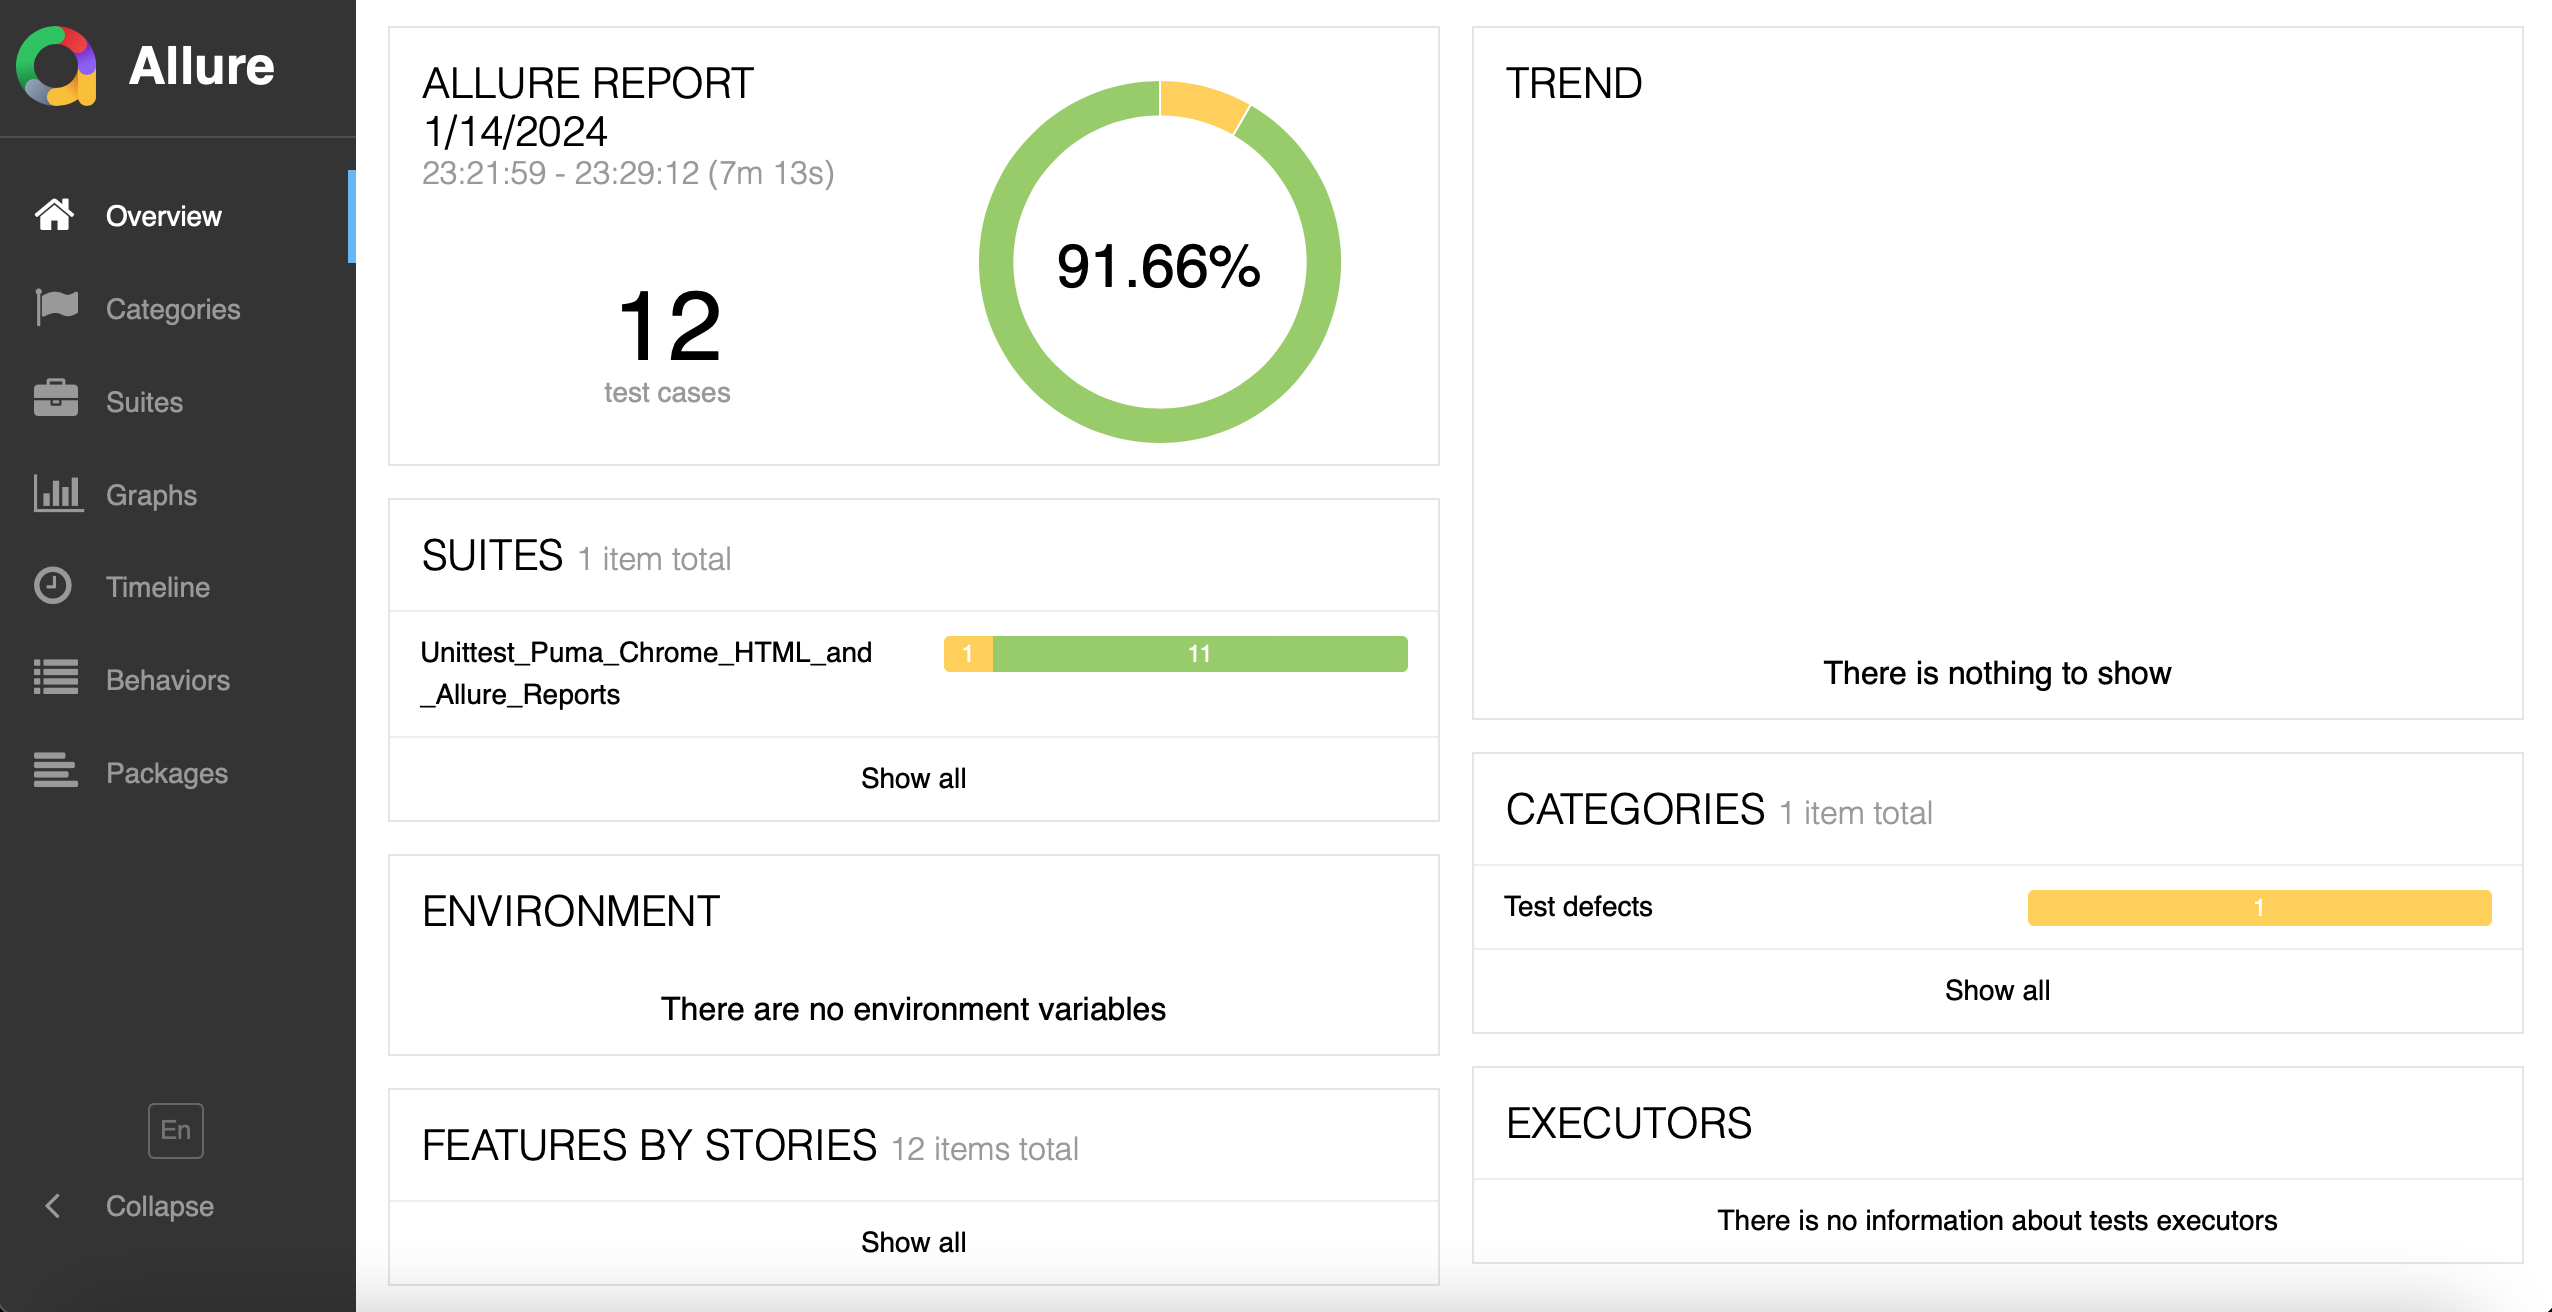 Allure
Overview
Categories
Suites
Graphs
Timeline
Behaviors
Packages
En
Collapse
ALLURE REPORT
1/14/2024
23:21:59 - 23:29:12 (7m 13s)
12
test cases
91.66%
SUITES 1 item total
Unittest_Puma_Chrome_HTML_and
_Allure_Reports
1 11
Show all
ENVIRONMENT
There are no environment variables
FEATURES BY STORIES 12 items total
Show all
TREND
There is nothing to show
CATEGORIES 1 item total
Test defects 1
Show all
EXECUTORS
There is no information about tests executors